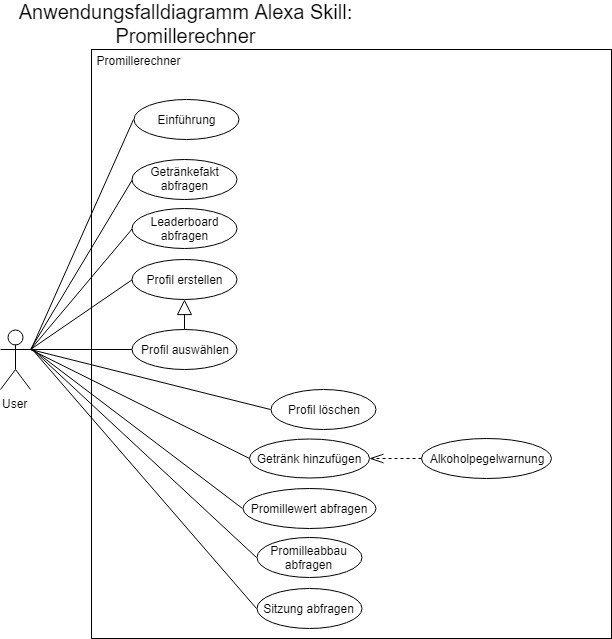 Anwendungsfalldiagramm Alexa Skill:
Promillerechner
Promillerechner
Einführung
Getränkefakt
abfragen
Leaderboard
abfragen
Profil erstellen
Profil auswählen
User
Profil löschen
Getränk hinzufügen
Alkoholpegelwarnung
Promillewert abfragen
Promilleabbau
abfragen
Sitzung abfragen